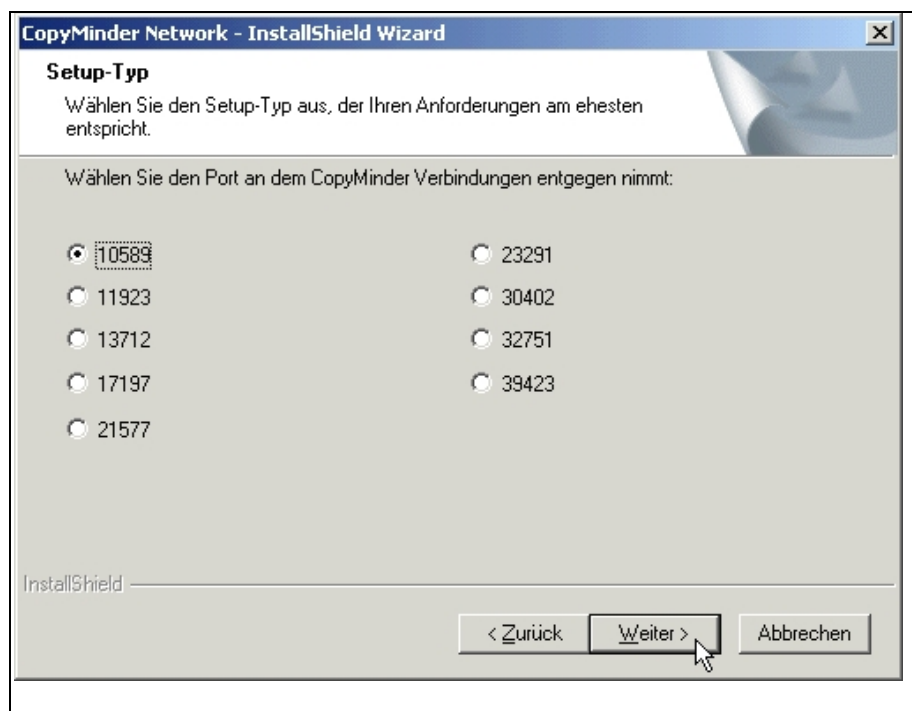 CopyMinder Network - InstallShield Wizard
Setup-Typ
Wählen Sie den Setup-Typ aus, der Ihren Anforderungen am ehesten
entspricht.
Wählen Sie den Port an dem CopyMinder Verbindungen entgegen nimmt:
10589
11923
13712
17197
21577
23291
30402
32751
39423
InstallShield
< Zurück
Weiter >
Abbrechen